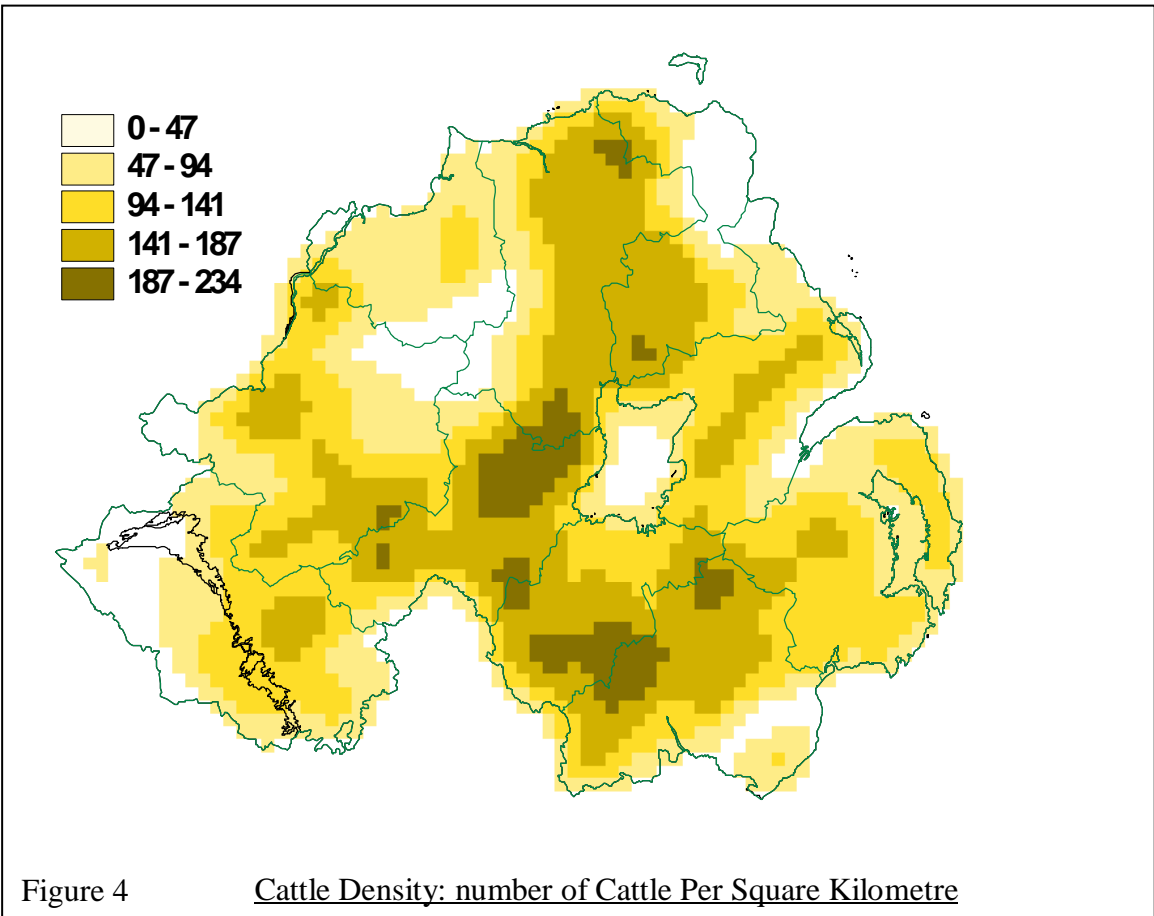 0 - 47
47 - 94
94 - 141
141 - 187
187 - 234
Figure 4 Cattle Density: number of Cattle Per Square Kilometre